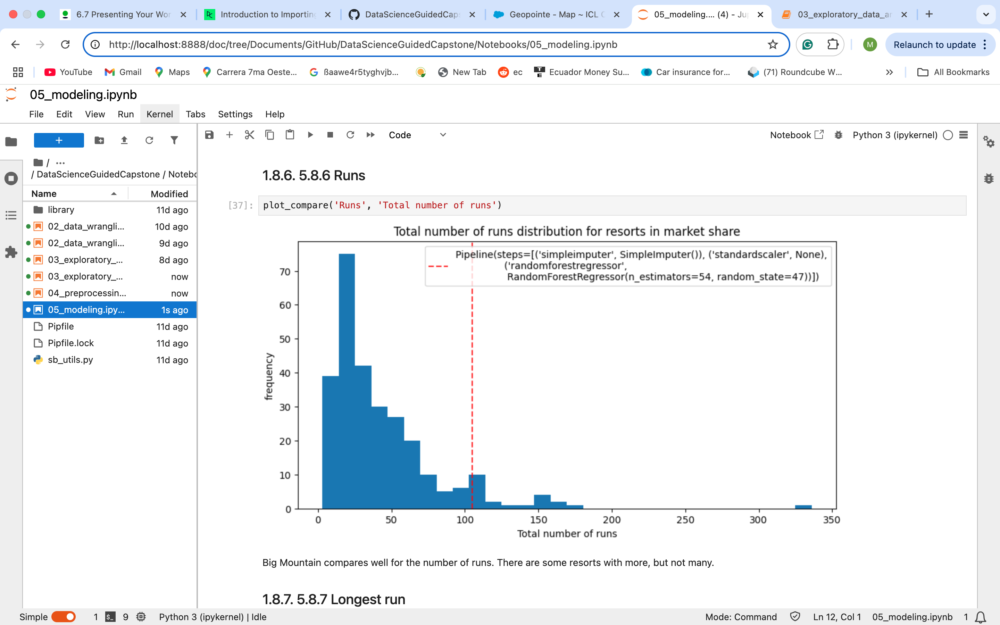 6.7 Presenting Your Wor
Introduction to Importing
DataScienceGuidedCaps
Geopointe - Map ~ ICL C
05_modeling.... (4) - Jup
03_exploratory_data_an
http://localhost:8888/doc/tree/Documents/GitHub/DataScienceGuidedCapstone/Notebooks/05_modeling.ipynb
M
Relaunch to update
YouTube
Gmail
Maps
Carrera 7ma Oeste...
ßaawe4r5tyghvjb...
New Tab
ec
Ecuador Money Su...
Car insurance for...
(71) Roundcube W...
All Bookmarks
05_modeling.ipynb
File Edit View Run Kernel Tabs Settings Help
Code
Notebook
Python 3 (ipykernel)
/ ...
/ DataScienceGuidedCapstone / Notebo
Name Modified
library 11d ago
02_data_wrangli... 10d ago
02_data_wrangli... 9d ago
03_exploratory_... 8d ago
03_exploratory_... now
04_preprocessin... now
05_modeling.ipy... 1s ago
Pipfile 11d ago
Pipfile.lock 11d ago
sb_utils.py 11d ago
1.8.6. 5.8.6 Runs
[37]: plot_compare('Runs', 'Total number of runs')
Total number of runs distribution for resorts in market share
Pipeline(steps=[('simpleimputer', SimpleImputer()), ('standardscaler', None),
('randomforestregressor',
RandomForestRegressor(n_estimators=54, random_state=47))])
70
60
50
40
30
20
10
0
frequency
0 50 100 150 200 250 300 350
Total number of runs
Big Mountain compares well for the number of runs. There are some resorts with more, but not many.
1.8.7. 5.8.7 Longest run
Simple 1 $_ 9 Python 3 (ipykernel) | Idle
Mode: Command Ln 12, Col 1 05_modeling.ipynb 1